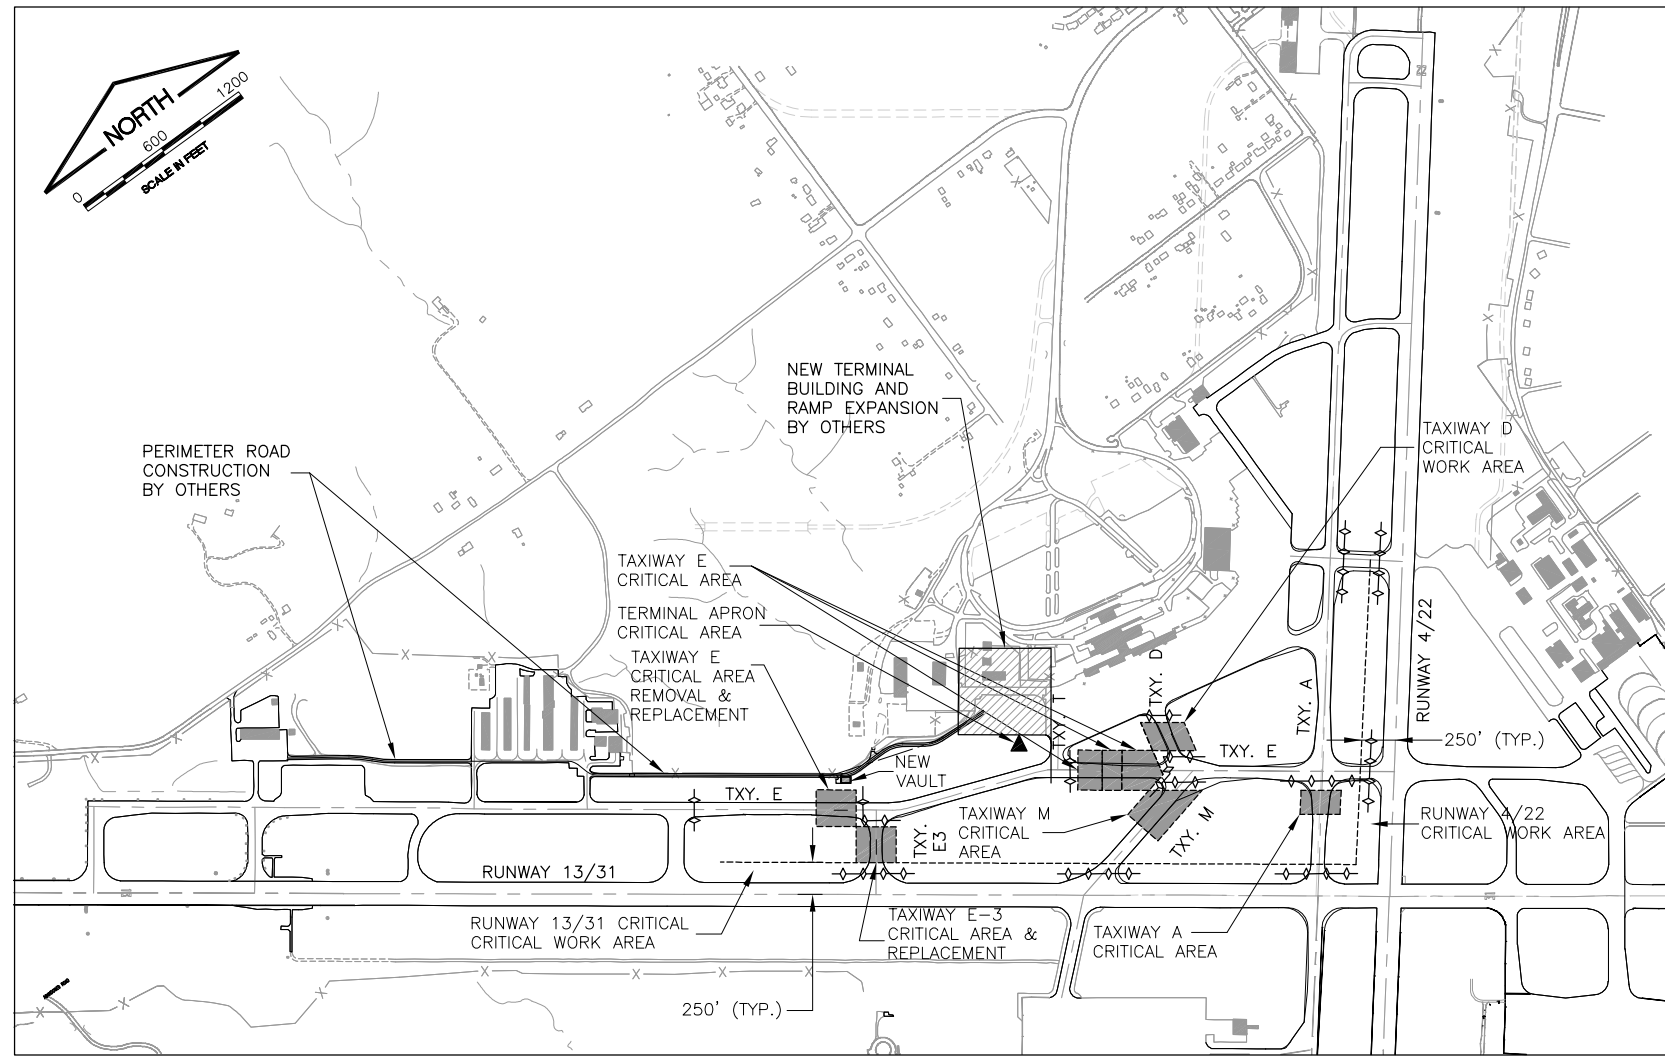 NORTH
0 600 1200
SCALE IN FEET
NEW TERMINAL
BUILDING AND
RAMP EXPANSION
BY OTHERS
TAXIWAY D
CRITICAL
WORK AREA
PERIMETER ROAD
CONSTRUCTION
BY OTHERS
TAXIWAY E
CRITICAL AREA
TERMINAL APRON
CRITICAL AREA
TAXIWAY E
CRITICAL AREA
REMOVAL &
REPLACEMENT
RUNWAY 4/22
TXY. D
TXY. A
TXY. T
TXY. E
250' (TYP.)
NEW
VAULT
TXY. E
TAXIWAY M
CRITICAL
AREA
TXY. M
TXY.
E3
RUNWAY 4/22
CRITICAL WORK AREA
RUNWAY 13/31
RUNWAY 13/31 CRITICAL
CRITICAL WORK AREA
TAXIWAY E-3
CRITICAL AREA &
REPLACEMENT
TAXIWAY A
CRITICAL AREA
250' (TYP.)